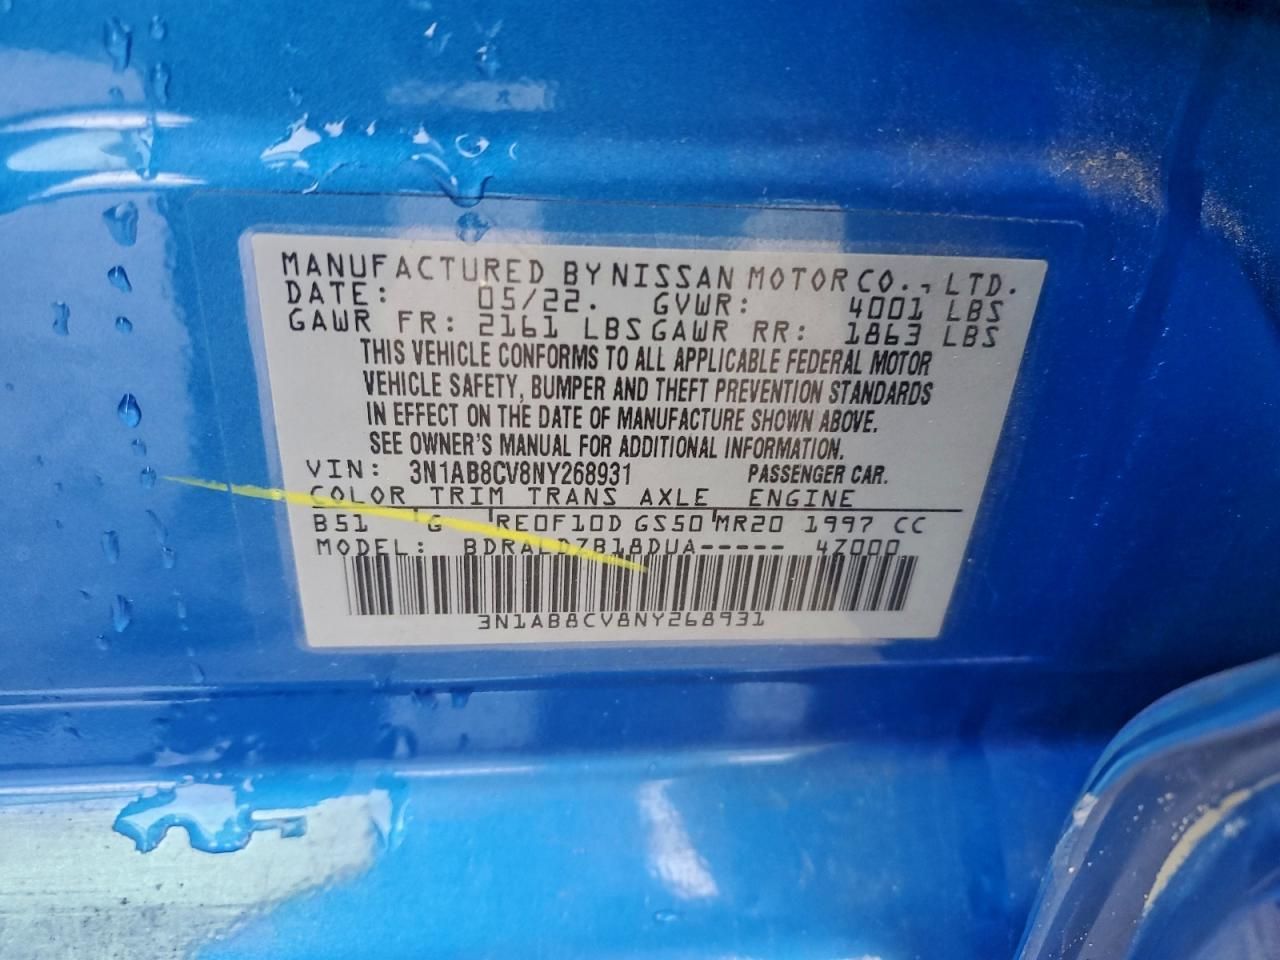 MANUFACTURED BY NISSAN MOTOR CO., LTD.
DATE: 05/22. GVWR: 4001 LBS
GAWR FR: 2161 LBS GAWR RR: 1863 LBS
THIS VEHICLE CONFORMS TO ALL APPLICABLE FEDERAL MOTOR
VEHICLE SAFETY, BUMPER AND THEFT PREVENTION STANDARDS
IN EFFECT ON THE DATE OF MANUFACTURE SHOWN ABOVE.
SEE OWNER'S MANUAL FOR ADDITIONAL INFORMATION.
VIN: 3N1AB8CV8NY268931 PASSENGER CAR.
COLOR TRIM TRANS AXLE ENGINE
B51 G RE0F10D GS50 MR20 1997 CC
MODEL: BDRALDZB18DUA----- 4Z000
3N1AB8CV8NY268931